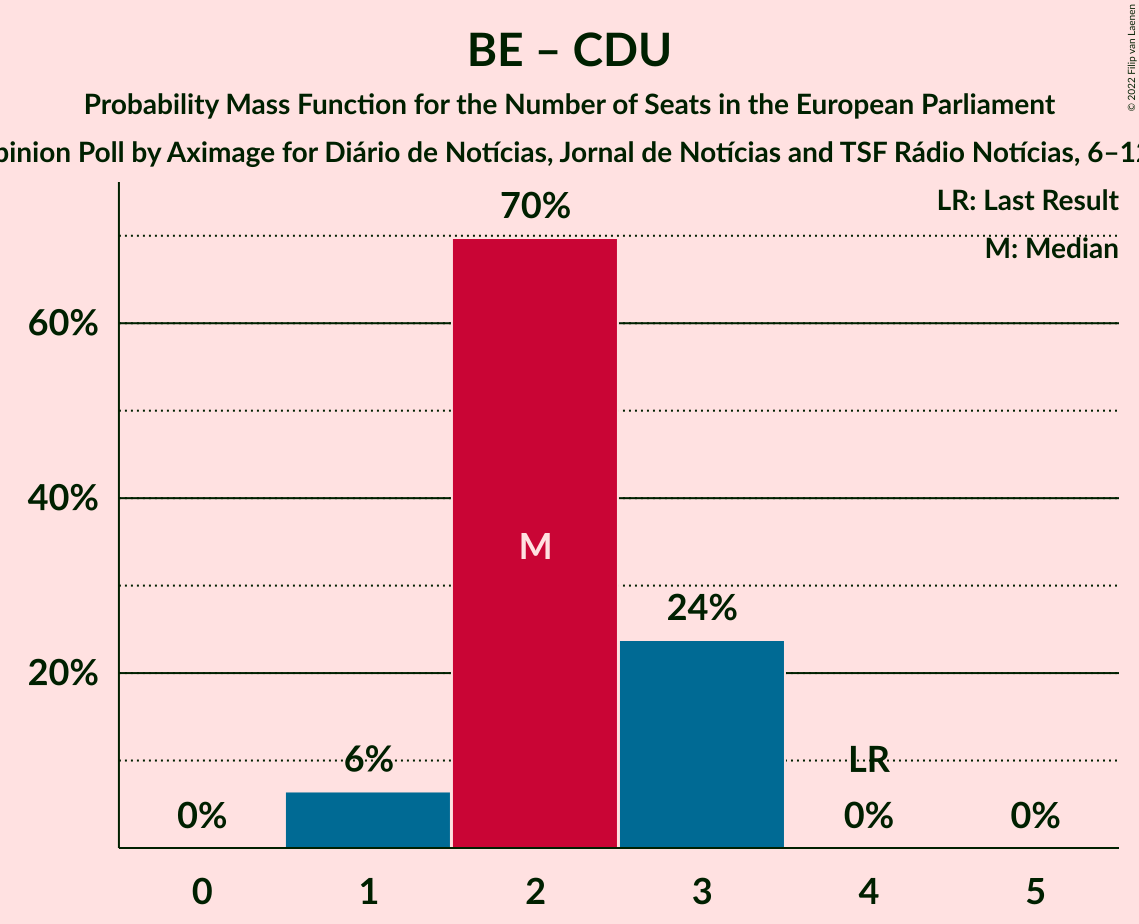 BE – CDU
Probability Mass Function for the Number of Seats in the European Parliament
pinion Poll by Aximage for Diário de Notícias, Jornal de Notícias and TSF Rádio Notícias, 6–12
© 2022 Filip van Laenen
LR: Last Result
M: Median
70%
60%
40%
M
24%
20%
6%
LR
0%
0%
0%
0 1 2 3 4 5